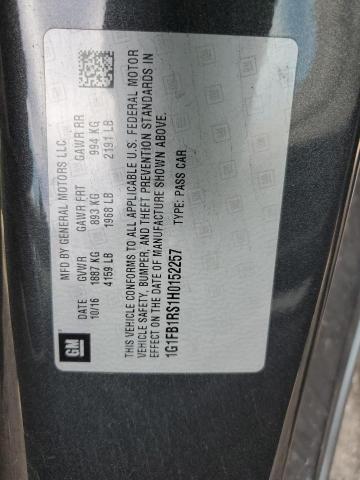 MFD BY GENERAL MOTORS LLC
DATE GVWR GAWR FRT GAWR RR
10/16 1887 KG 893 KG 994 KG
4159 LB 1968 LB 2191 LB
THIS VEHICLE CONFORMS TO ALL APPLICABLE U.S. FEDERAL MOTOR
VEHICLE SAFETY, BUMPER, AND THEFT PREVENTION STANDARDS IN
EFFECT ON THE DATE OF MANUFACTURE SHOWN ABOVE.
1G1FB1RS1H0152257 TYPE: PASS CAR
GM